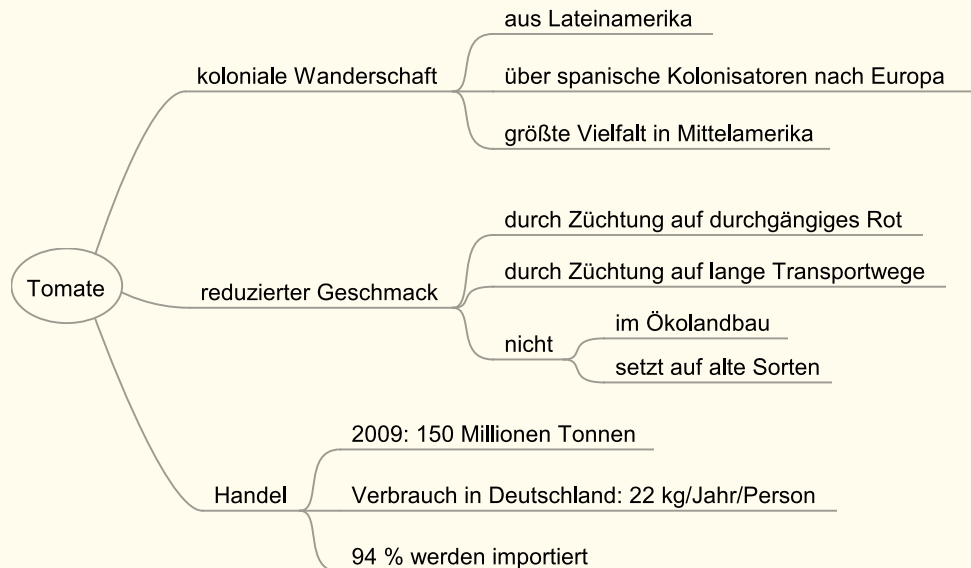 Tomate
koloniale Wanderschaft
aus Lateinamerika
über spanische Kolonisatoren nach Europa
größte Vielfalt in Mittelamerika
reduzierter Geschmack
durch Züchtung auf durchgängiges Rot
durch Züchtung auf lange Transportwege
nicht
im Ökolandbau
setzt auf alte Sorten
Handel
2009: 150 Millionen Tonnen
Verbrauch in Deutschland: 22 kg/Jahr/Person
94 % werden importiert